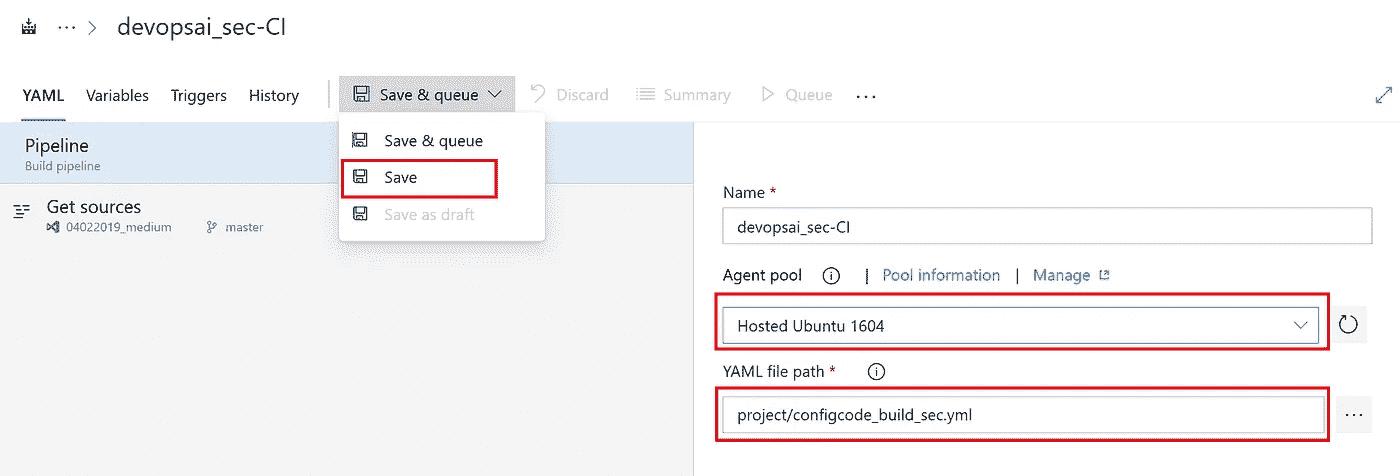 ... > devopsai_sec-CI
YAML Variables Triggers History Save & queue Discard Summary Queue ...
Save & queue
Save
Save as draft
Pipeline
Build pipeline
Get sources
04022019_medium master
Name *
devopsai_sec-CI
Agent pool | Pool information | Manage
Hosted Ubuntu 1604
YAML file path *
project/configcode_build_sec.yml
...